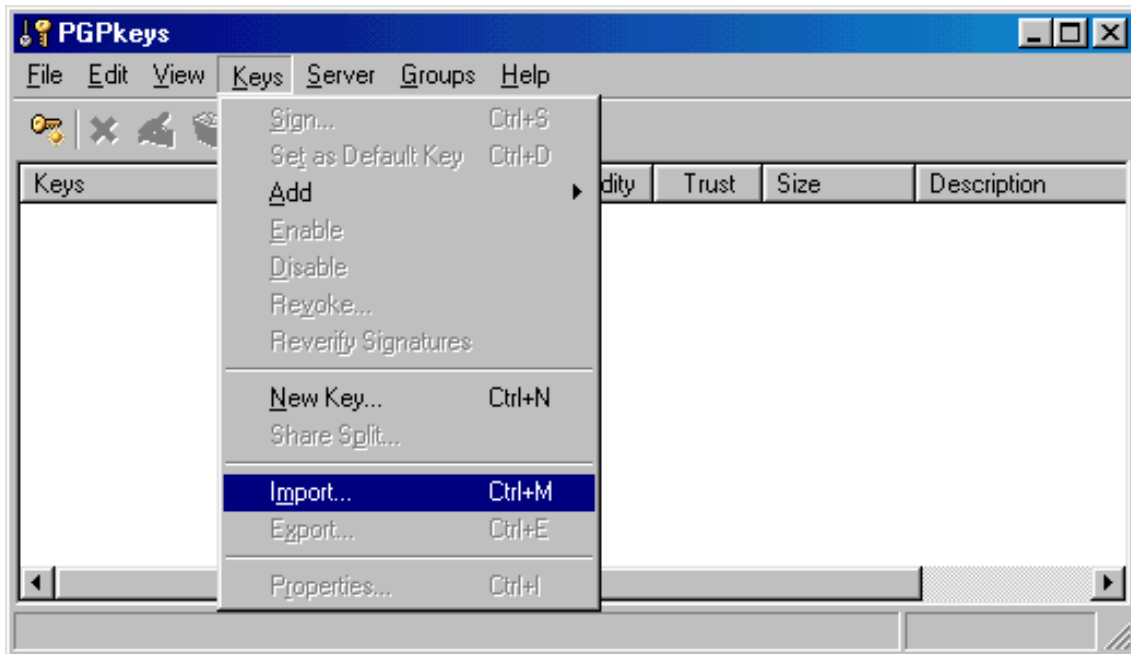 PGPkeys
File Edit View Keys Server Groups Help
Sign... Ctrl+S
Set as Default Key Ctrl+D
Keys dity Trust Size Description
Add
Enable
Disable
Revoke...
Reverify Signatures
New Key... Ctrl+N
Share Split...
Import... Ctrl+M
Export... Ctrl+E
Properties... Ctrl+I